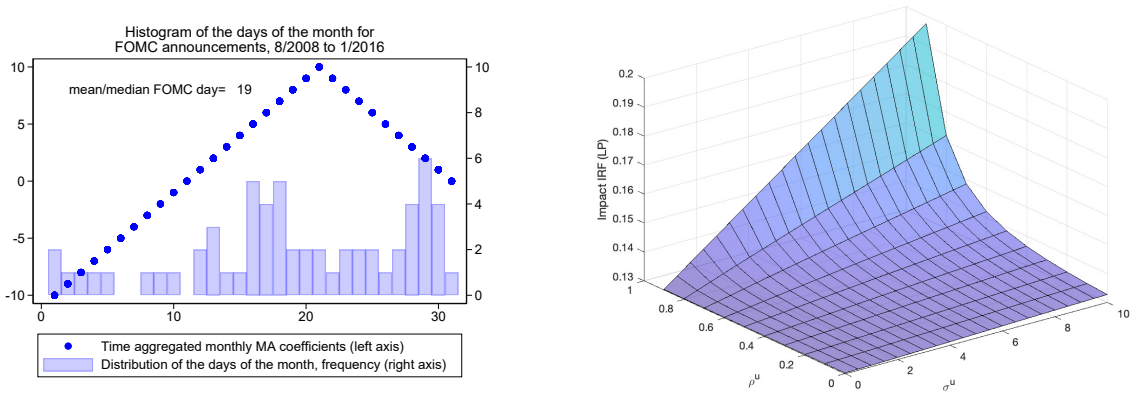 Histogram of the days of the month for
FOMC announcements, 8/2008 to 1/2016
mean/median FOMC day= 19
10
5
0
-5
-10
10
8
6
4
2
0
0 10 20 30
Time aggregated monthly MA coefficients (left axis)
Distribution of the days of the month, frequency (right axis)
Impact IRF (LP)
0.2
0.19
0.18
0.17
0.16
0.15
0.14
0.13
1 0.8 0.6 0.4 0.2 0
ρᵘ
0 2 4 6 8 10
σᵘ